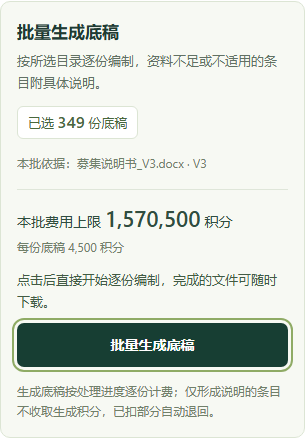 批量生成底稿
按所选目录逐份编制，资料不足或不适用的条
目附具体说明。
已选 349 份底稿
本批依据：募集说明书_V3.docx · V3
本批费用上限 1,570,500 积分
每份底稿 4,500 积分
点击后直接开始逐份编制，完成的文件可随时
下载。
批量生成底稿
生成底稿按处理进度逐份计费；仅形成说明的条目
不收取生成积分，已扣部分自动退回。